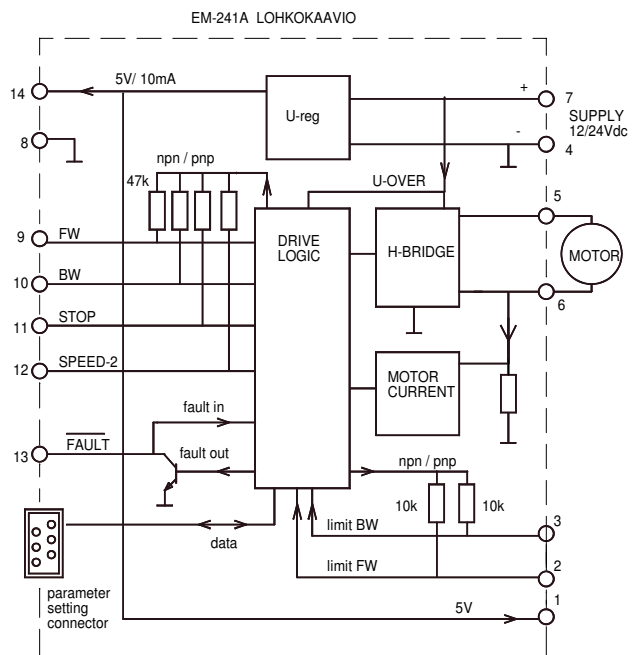 EM-241A LOHKOKAAVIO
5V/ 10mA
14
U-reg
+
7
SUPPLY
12/24Vdc
-
4
8
npn / pnp
47k
U-OVER
5
9
FW
DRIVE
LOGIC
H-BRIDGE
MOTOR
10
BW
6
11
STOP
12
SPEED-2
MOTOR
CURRENT
fault in
13
FAULT
fault out
npn / pnp
10k
10k
data
limit BW
3
limit FW
2
parameter
setting
connector
5V
1